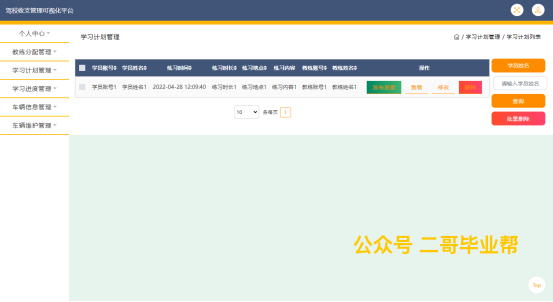 驾校收支管理可视化平台
个人中心
教练分配管理
学习计划管理
学习进度管理
车辆信息管理
车辆维护管理
学习计划管理
/ 学习计划管理 / 学习计划列表
学员账号 学员姓名 练习时间 练习时长 练习地点 练习内容 教练账号 教练姓名 操作
学员账号1 学员姓名1 2022-04-28 12:09:40 练习时长1 练习地点1 练习内容1 教练账号1 教练姓名1 查看 修改 删除
10 条每页 1
学员姓名
请输入学员姓名
查询
批量删除
公众号 二哥毕业帮
Top